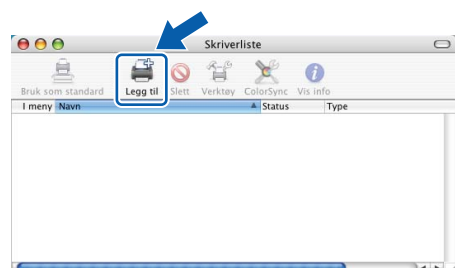 Skriverliste
Bruk som standard Legg til Slett Verktøy ColorSync Vis info
I meny Navn Status Type